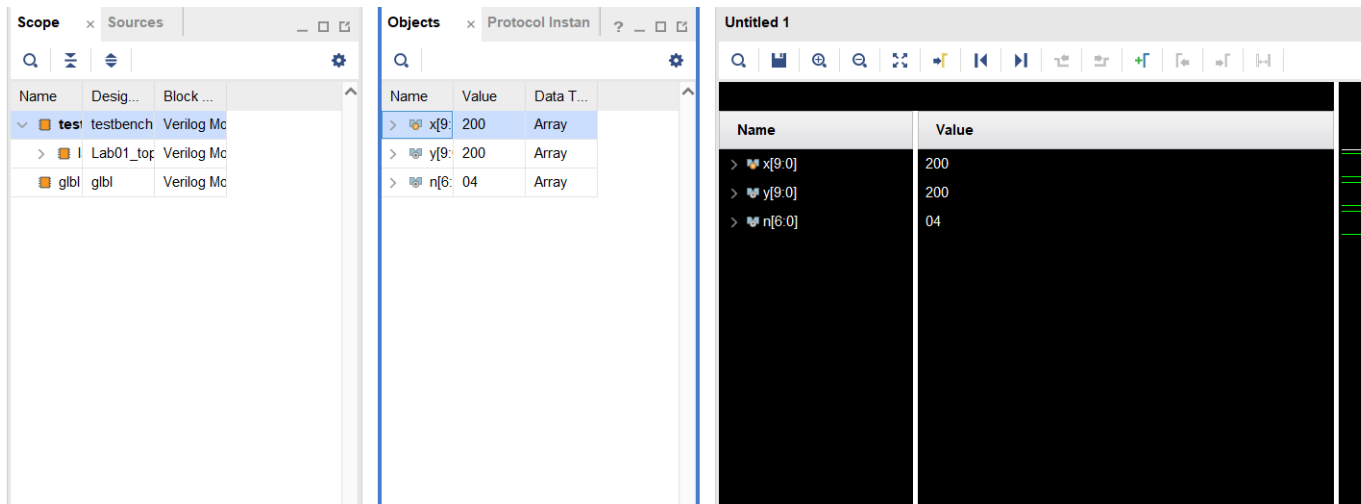 Scope × Sources
Name Desig... Block ...
test testbench Verilog Mo
l Lab01_top Verilog Mo
glbl glbl Verilog Mo
Objects × Protocol Instan ?
Name Value Data T...
x[9: 200 Array
y[9: 200 Array
n[6: 04 Array
Untitled 1
Name Value
x[9:0] 200
y[9:0] 200
n[6:0] 04